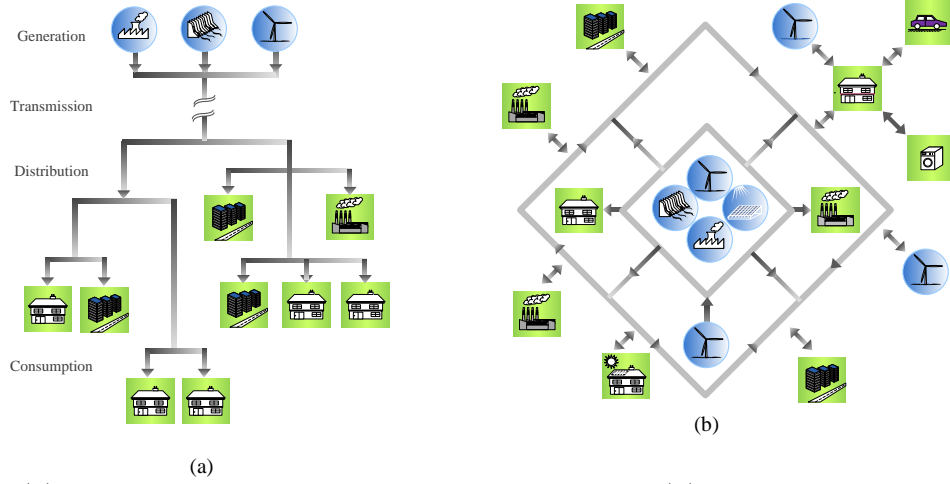 Generation
Transmission
Distribution
Consumption
(a)
(b)